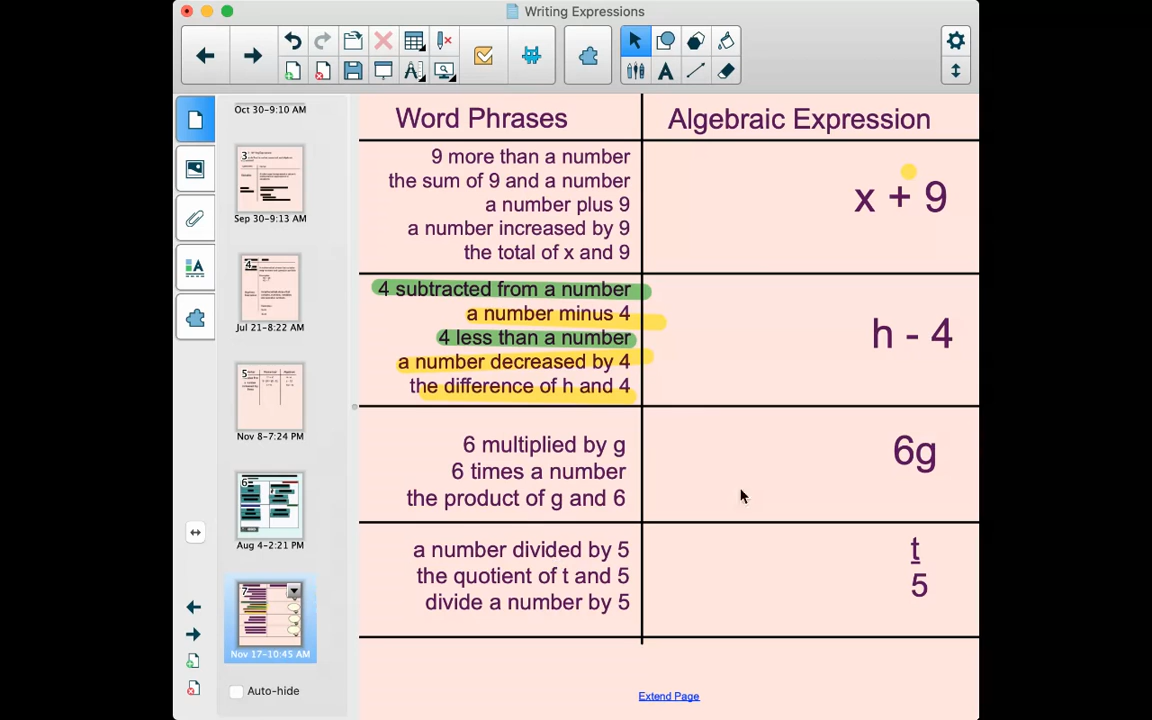 Writing Expressions
Oct 30-9:10 AM
3
Sep 30-9:13 AM
4
Jul 21-8:22 AM
5
Nov 8-7:24 PM
6
Aug 4-2:21 PM
7
Nov 17-10:45 AM
Auto-hide
Word Phrases
Algebraic Expression
9 more than a number
the sum of 9 and a number
a number plus 9
a number increased by 9
the total of x and 9
x + 9
4 subtracted from a number
a number minus 4
4 less than a number
a number decreased by 4
the difference of h and 4
h - 4
6 multiplied by g
6 times a number
the product of g and 6
6g
a number divided by 5
the quotient of t and 5
divide a number by 5
t
5
Extend Page